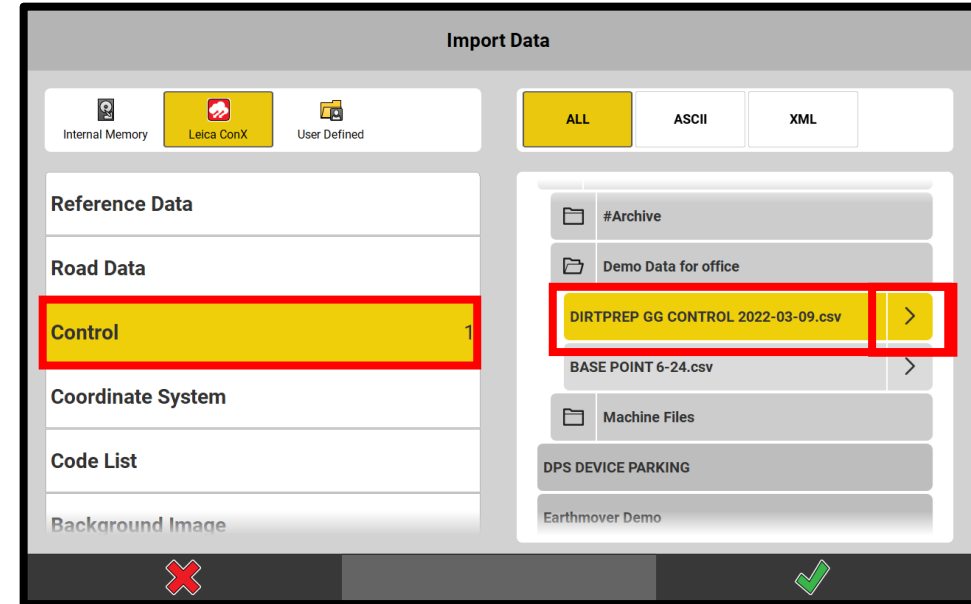 Import Data
Internal Memory
Leica ConX
User Defined
ALL
ASCII
XML
Reference Data
Road Data
Control 1
Coordinate System
Code List
Background Image
#Archive
Demo Data for office
DIRTPREP GG CONTROL 2022-03-09.csv
BASE POINT 6-24.csv
Machine Files
DPS DEVICE PARKING
Earthmover Demo